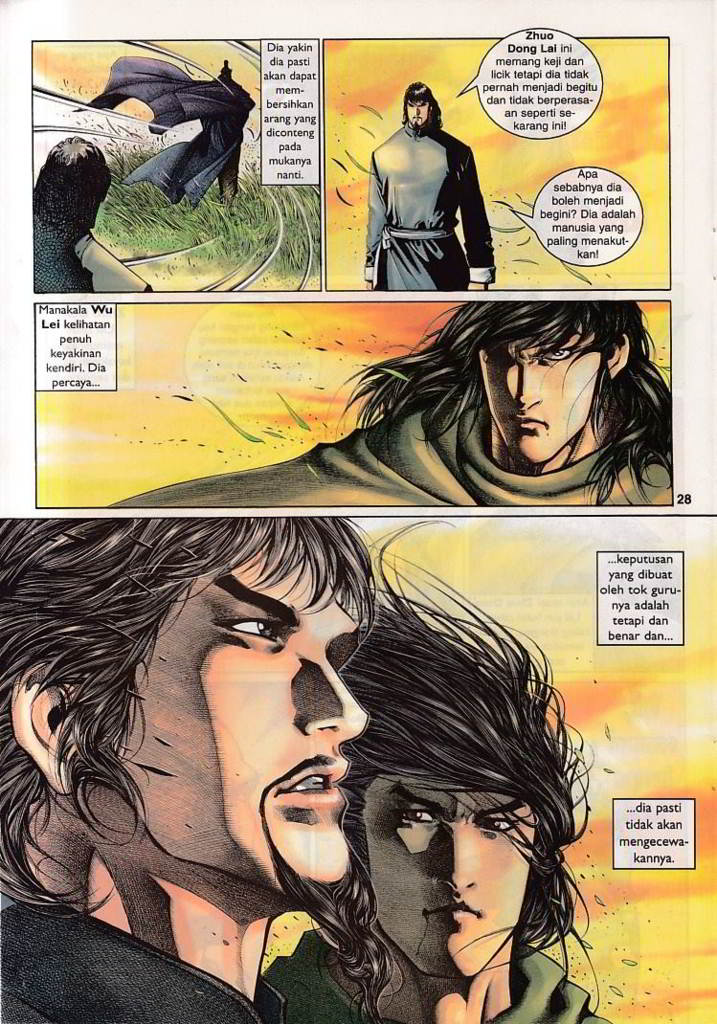 Dia yakin
dia pasti
akan dapat
mem-
bersihkan
arang yang
diconteng
pada
mukanya
nanti.
Zhuo
Dong Lai ini
memang keji dan
licik tetapi dia tidak
pernah menjadi begitu
dan tidak berperasa-
an seperti se-
karang ini!
Apa
sebabnya dia
boleh menjadi
begini? Dia adalah
manusia yang
paling menakut-
kan!
Manakala Wu
Lei kelihatan
penuh
keyakinan
kendiri. Dia
percaya...
28
...keputusan
yang dibuat
oleh tok guru-
nya adalah
tetapi dan
benar dan...
...dia pasti
tidak akan
mengecewa-
kannya.